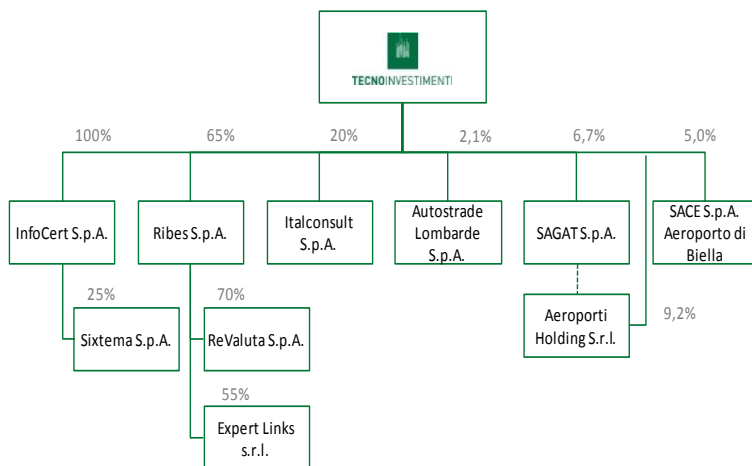 TECNOINVESTIMENTI
100%
65%
20%
2,1%
6,7%
5,0%
InfoCert S.p.A.
Ribes S.p.A.
Italconsult
S.p.A.
Autostrade
Lombarde
S.p.A.
SAGAT S.p.A.
SACE S.p.A.
Aeroporto di
Biella
25%
70%
9,2%
Sixtema S.p.A.
ReValuta S.p.A.
Aeroporti
Holding S.r.l.
55%
Expert Links
s.r.l.